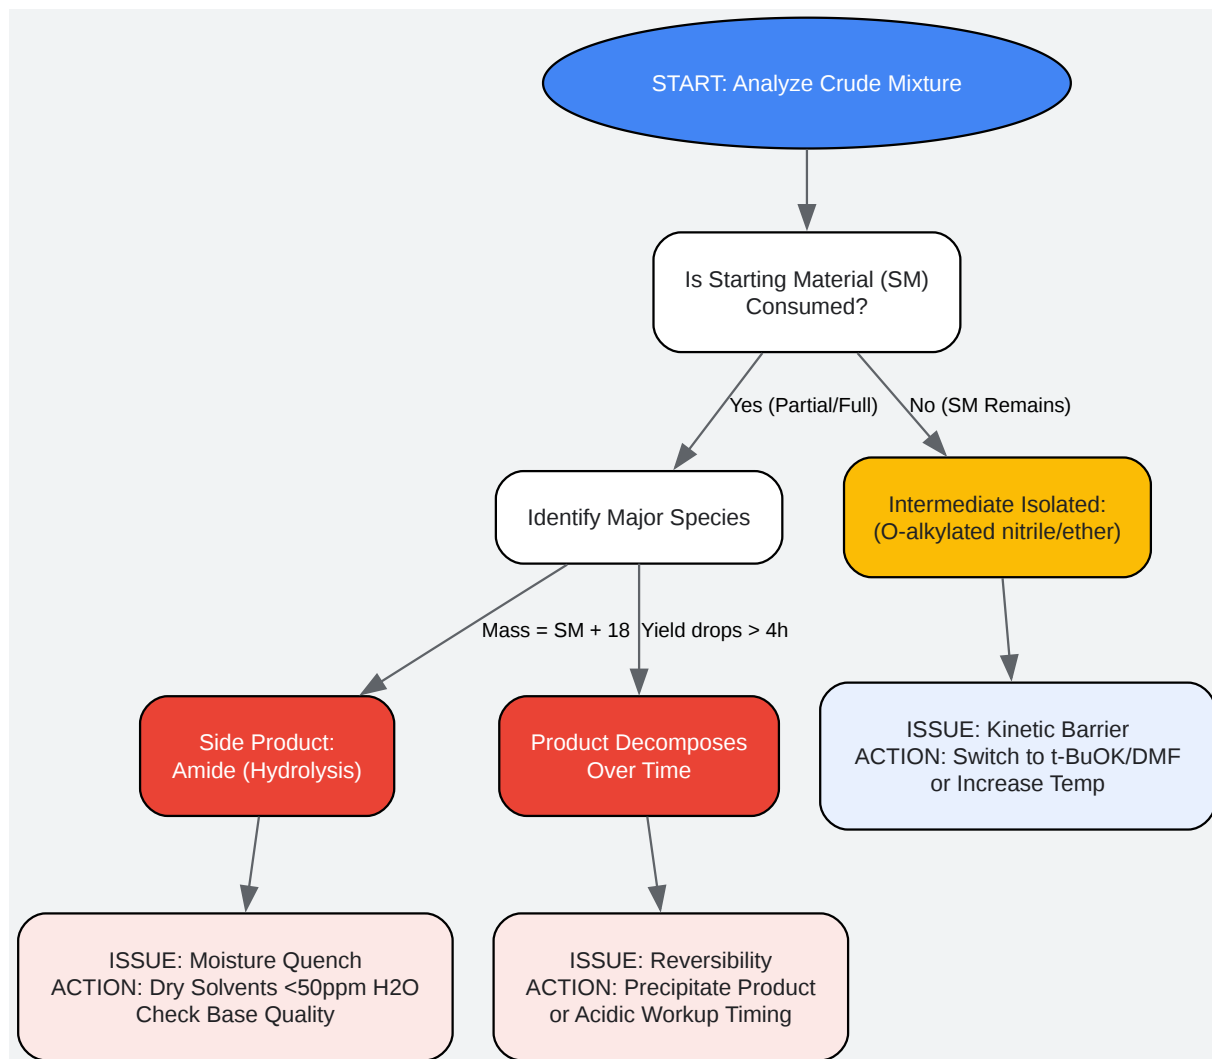 START: Analyze Crude Mixture
Is Starting Material (SM)
Consumed?
Yes (Partial/Full)
No (SM Remains)
Identify Major Species
Intermediate Isolated:
(O-alkylated nitrile/ether)
Mass = SM + 18
Yield drops > 4h
Side Product:
Amide (Hydrolysis)
Product Decomposes
Over Time
ISSUE: Kinetic Barrier
ACTION: Switch to t-BuOK/DMF
or Increase Temp
ISSUE: Moisture Quench
ACTION: Dry Solvents <50ppm H2O
Check Base Quality
ISSUE: Reversibility
ACTION: Precipitate Product
or Acidic Workup Timing